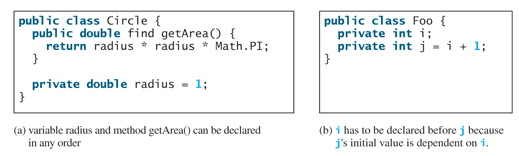 public class Circle {
  public double find getArea() {
    return radius * radius * Math.PI;
  }

  private double radius = 1;
}
public class Foo {
  private int i;
  private int j = i + 1;
}
(a) variable radius and method getArea() can be declared
in any order
(b) i has to be declared before j because
j's initial value is dependent on i.